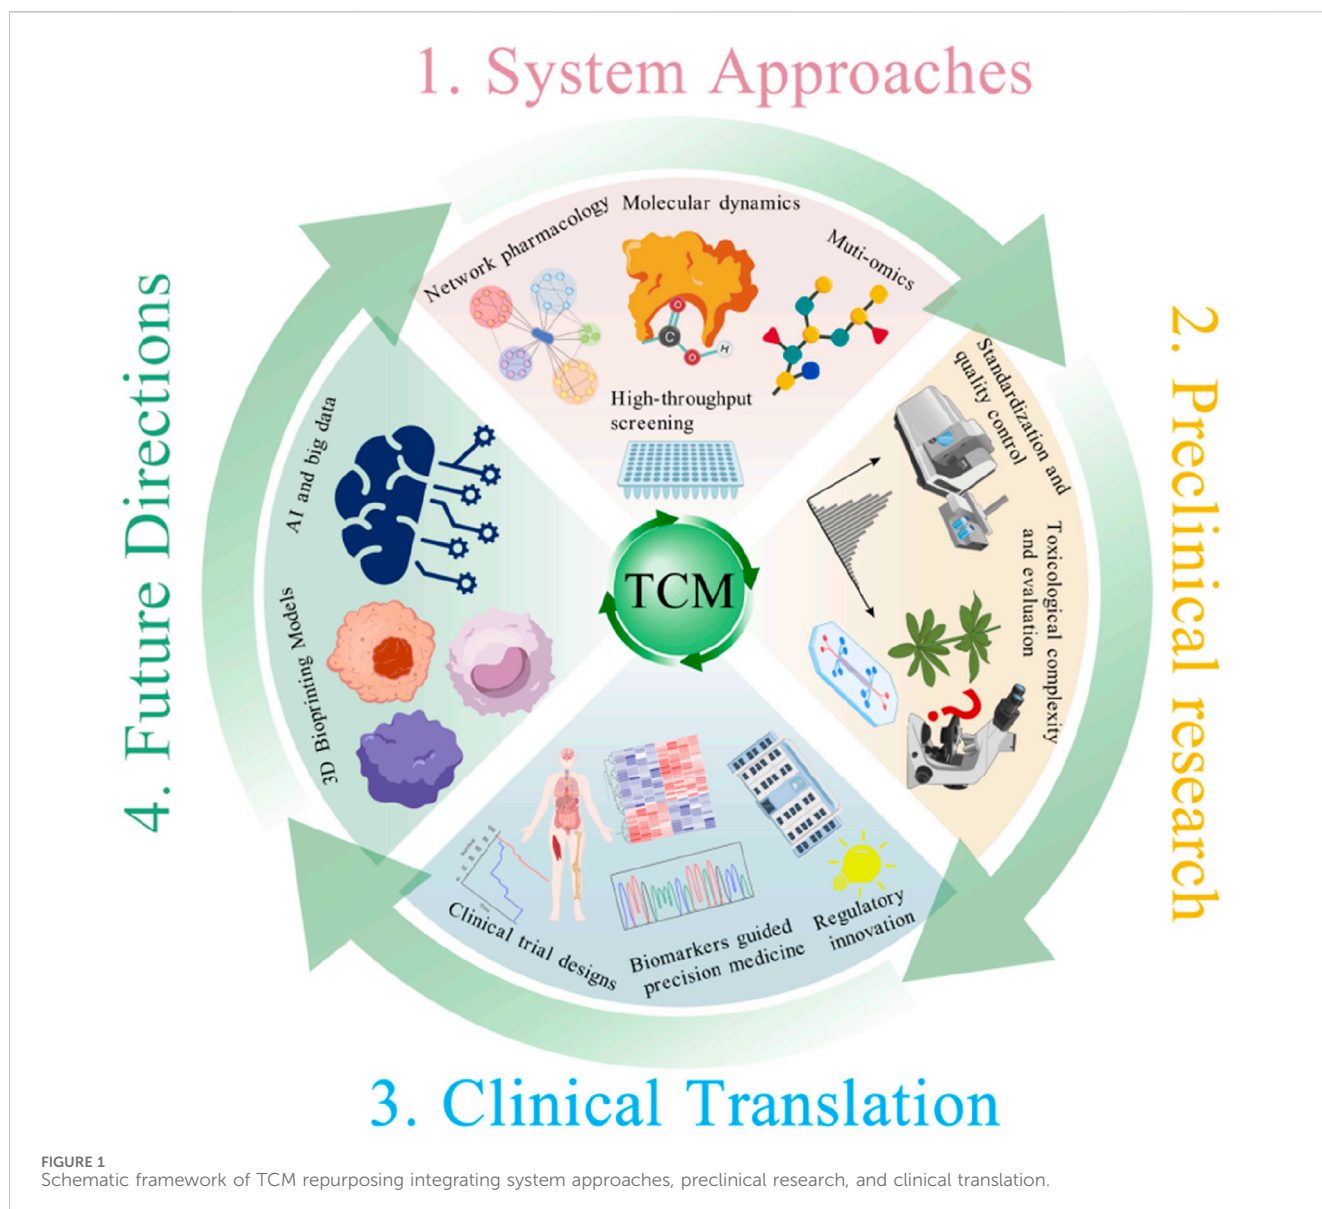 1. System Approaches
Network pharmacology
Molecular dynamics
Muti-omics
C
O
O
H
High-throughput
screening
2. Preclinical research
Standardization and
quality control
Toxicological complexity
and evaluation
?
TCM
4. Future Directions
AI and big data
3D Bioprinting Models
Clinical trial designs
Biomarkers guided
precision medicine
Regulatory
innovation
3. Clinical Translation
FIGURE 1
Schematic framework of TCM repurposing integrating system approaches, preclinical research, and clinical translation.